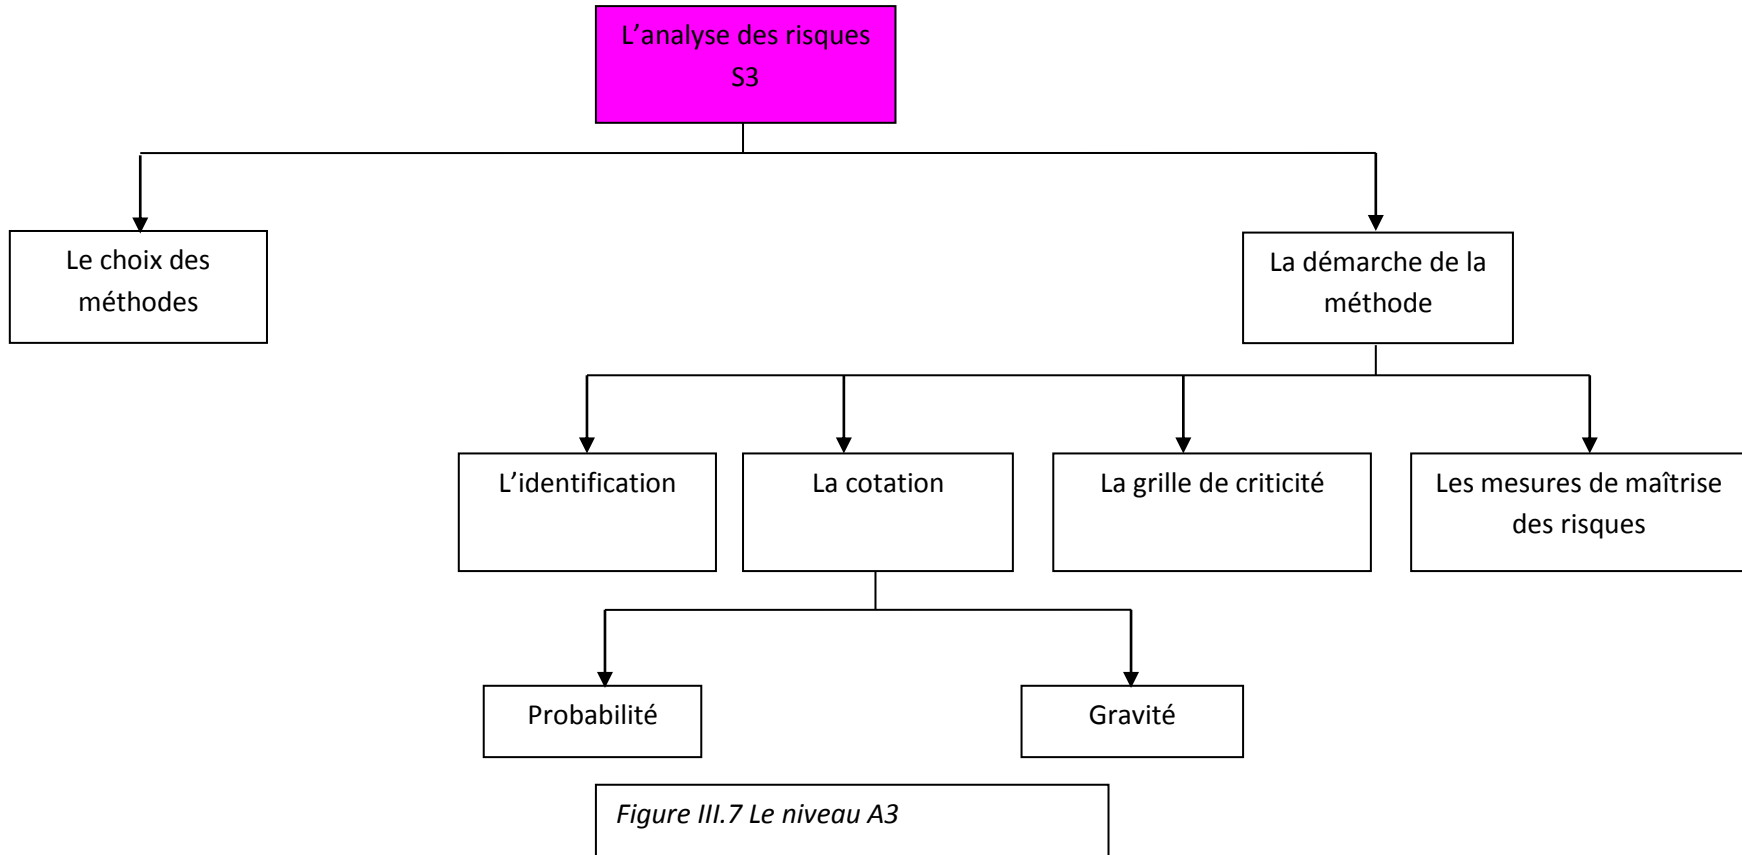 L’analyse des risques
S3
Le choix des
méthodes
La démarche de la
méthode
L’identification
La cotation
La grille de criticité
Les mesures de maîtrise
des risques
Probabilité
Gravité
Figure III.7 Le niveau A3